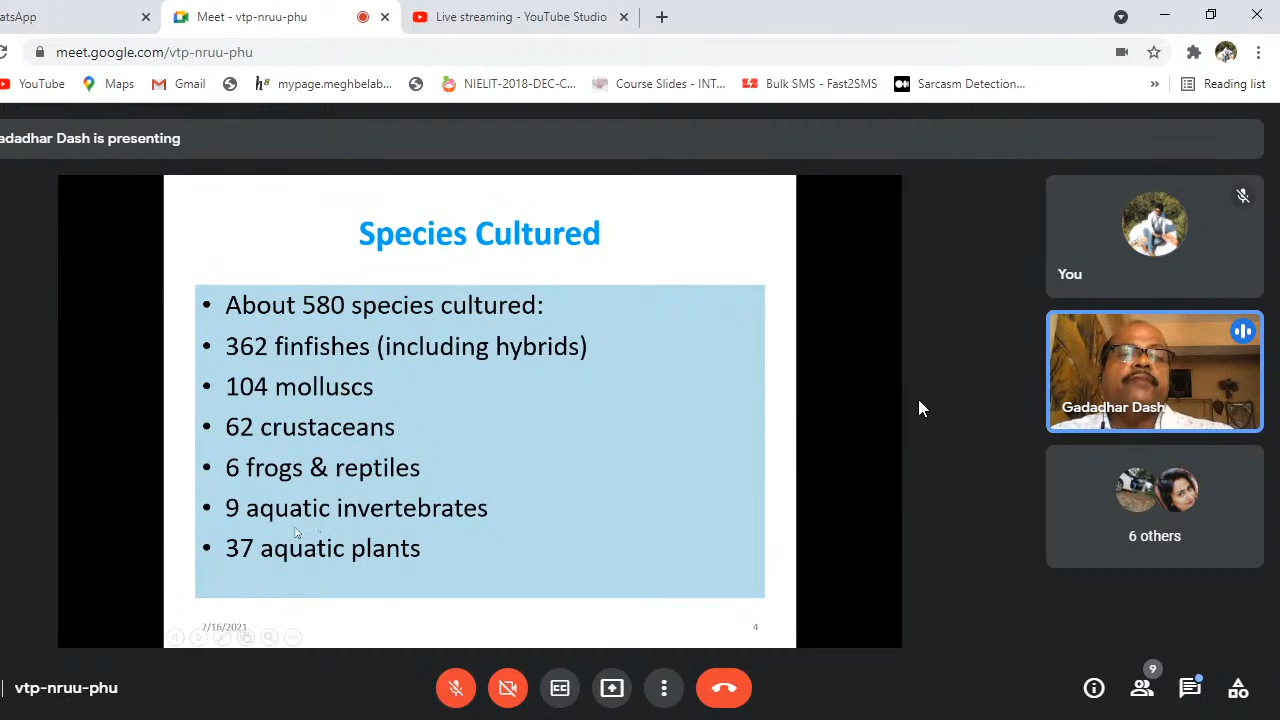 atsApp
Meet - vtp-nruu-phu
Live streaming - YouTube Studio
meet.google.com/vtp-nruu-phu
YouTube
Maps
Gmail
mypage.meghbelab...
NIELIT-2018-DEC-C...
Course Slides - INT...
Bulk SMS - Fast2SMS
Sarcasm Detection...
»
Reading list
adadhar Dash is presenting
Species Cultured
• About 580 species cultured:
• 362 finfishes (including hybrids)
• 104 molluscs
• 62 crustaceans
• 6 frogs & reptiles
• 9 aquatic invertebrates
• 37 aquatic plants
7/16/2021
4
You
Gadadhar Dash
6 others
vtp-nruu-phu
CC
9